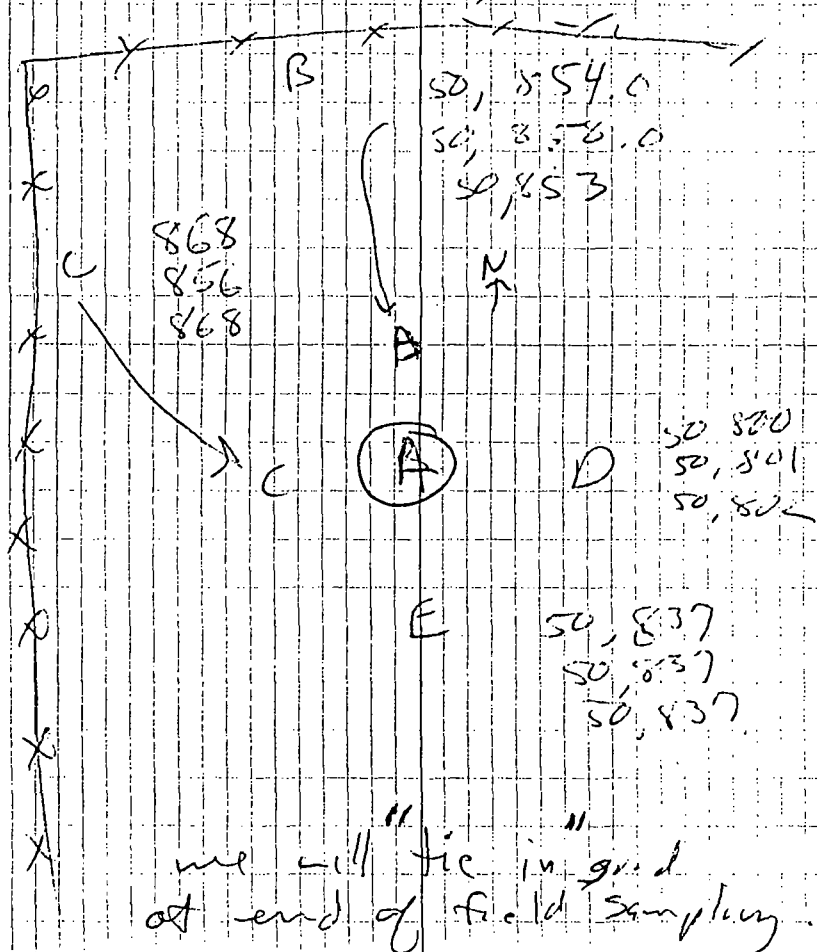 B
50, 854.0
50, 858.0
50,853
N
868
856
868
C
B
C
A
D
50 800
50, 801
50, 802
E
50, 837
50, 837
50, 837
we will "tie in" grid
at end of field sampling.